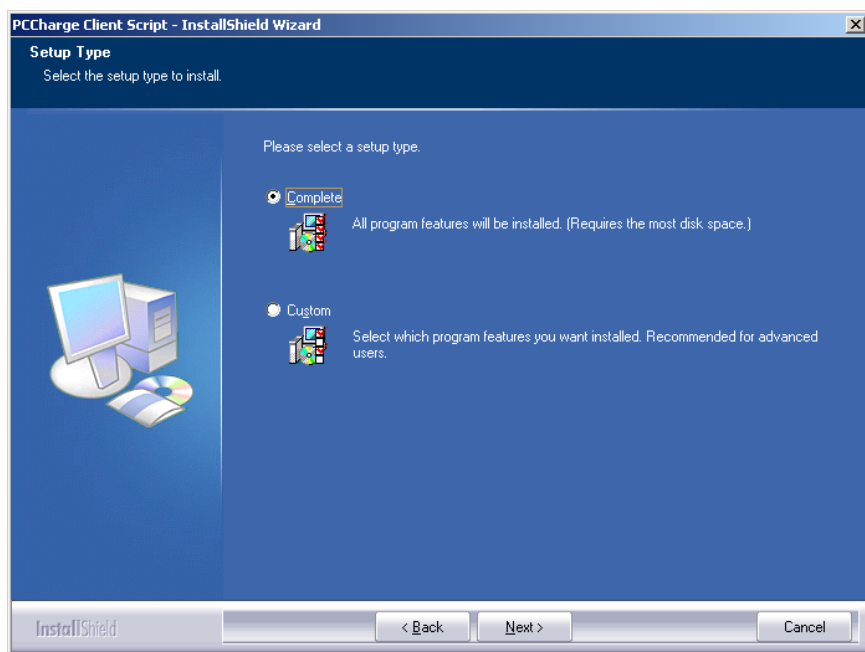 PCCharge Client Script - InstallShield Wizard
Setup Type
Select the setup type to install.
Please select a setup type.
Complete
All program features will be installed. (Requires the most disk space.)
Custom
Select which program features you want installed. Recommended for advanced
users.
InstallShield
< Back
Next >
Cancel